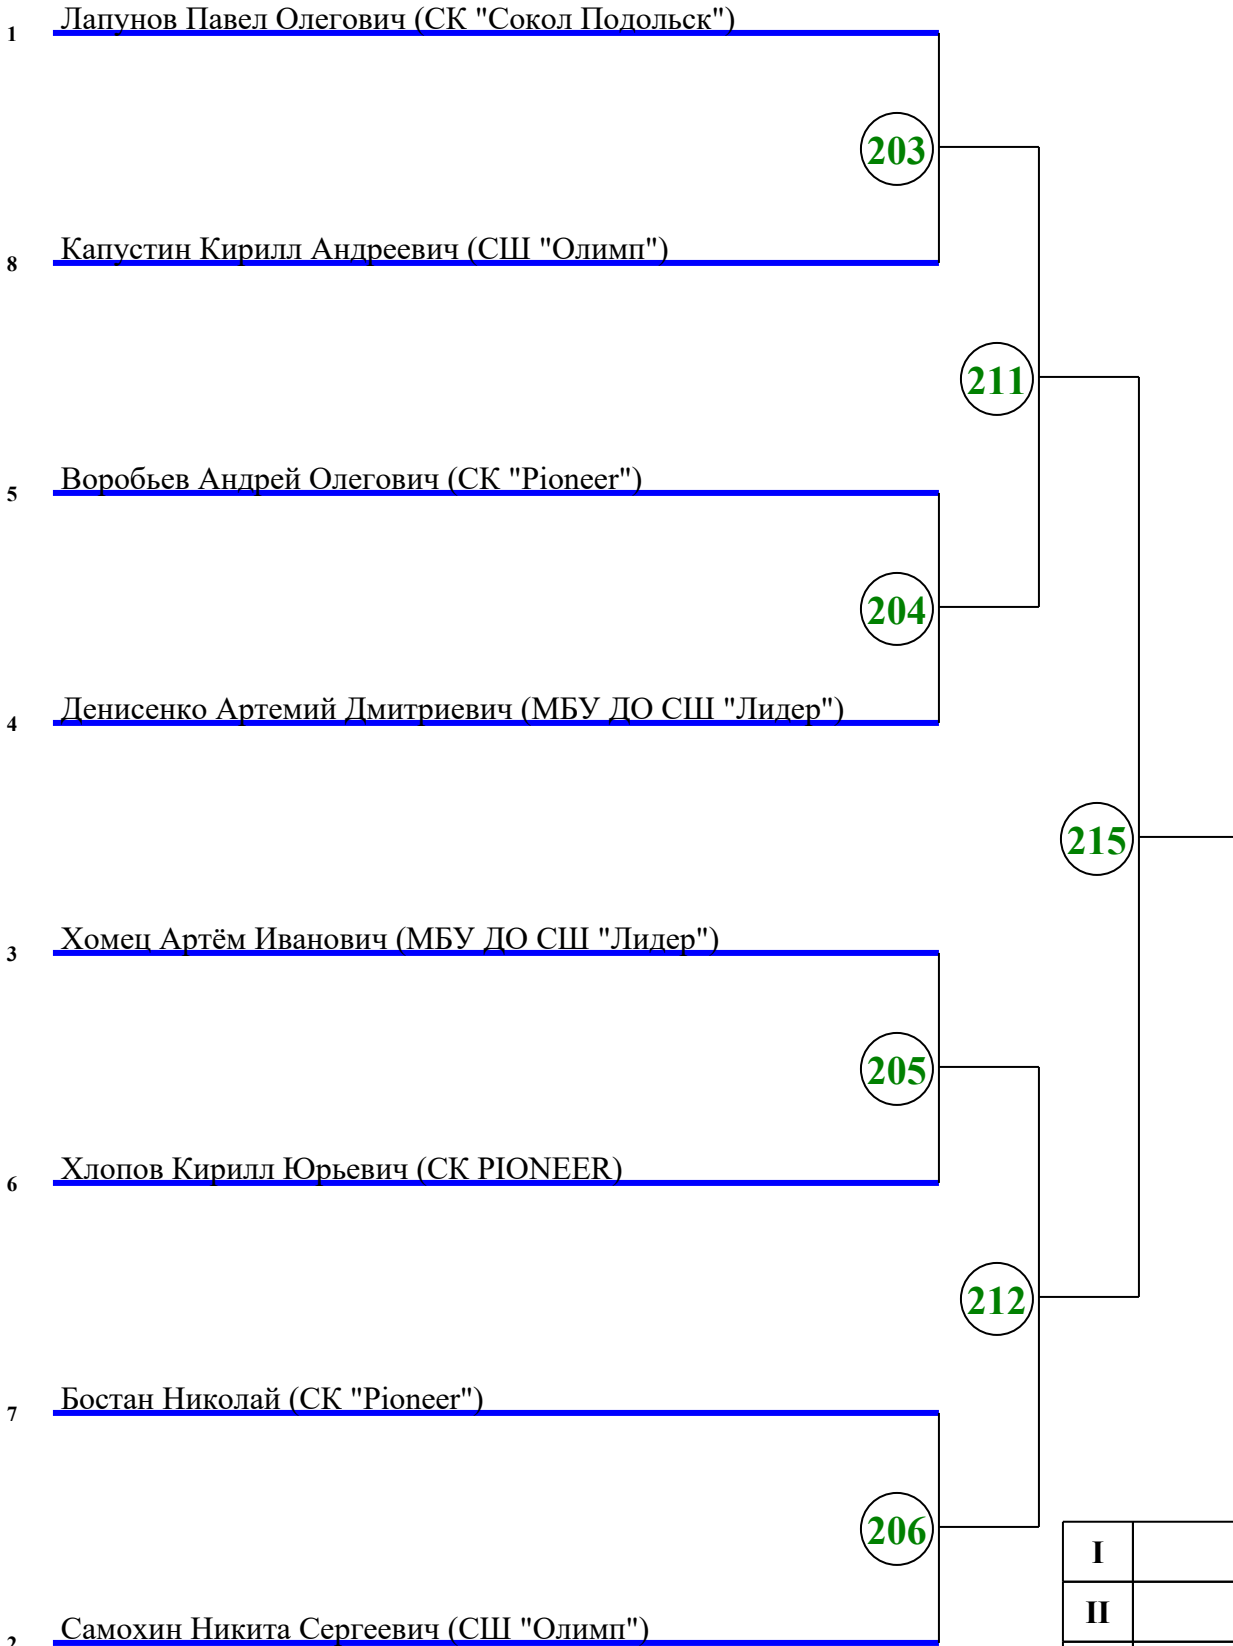 Лапунов Павел Олегович (СК "Сокол Подольск")
1
203
Капустин Кирилл Андреевич (СШ "Олимп")
8
211
Воробьев Андрей Олегович (СК "Pioneer")
5
204
Денисенко Артемий Дмитриевич (МБУ ДО СШ "Лидер")
4
215
Хомец Артём Иванович (МБУ ДО СШ "Лидер")
3
205
Хлопов Кирилл Юрьевич (СК PIONEER)
6
212
Бостан Николай (СК "Pioneer")
7
206
I
II
Самохин Никита Сергеевич (СШ "Олимп")
2